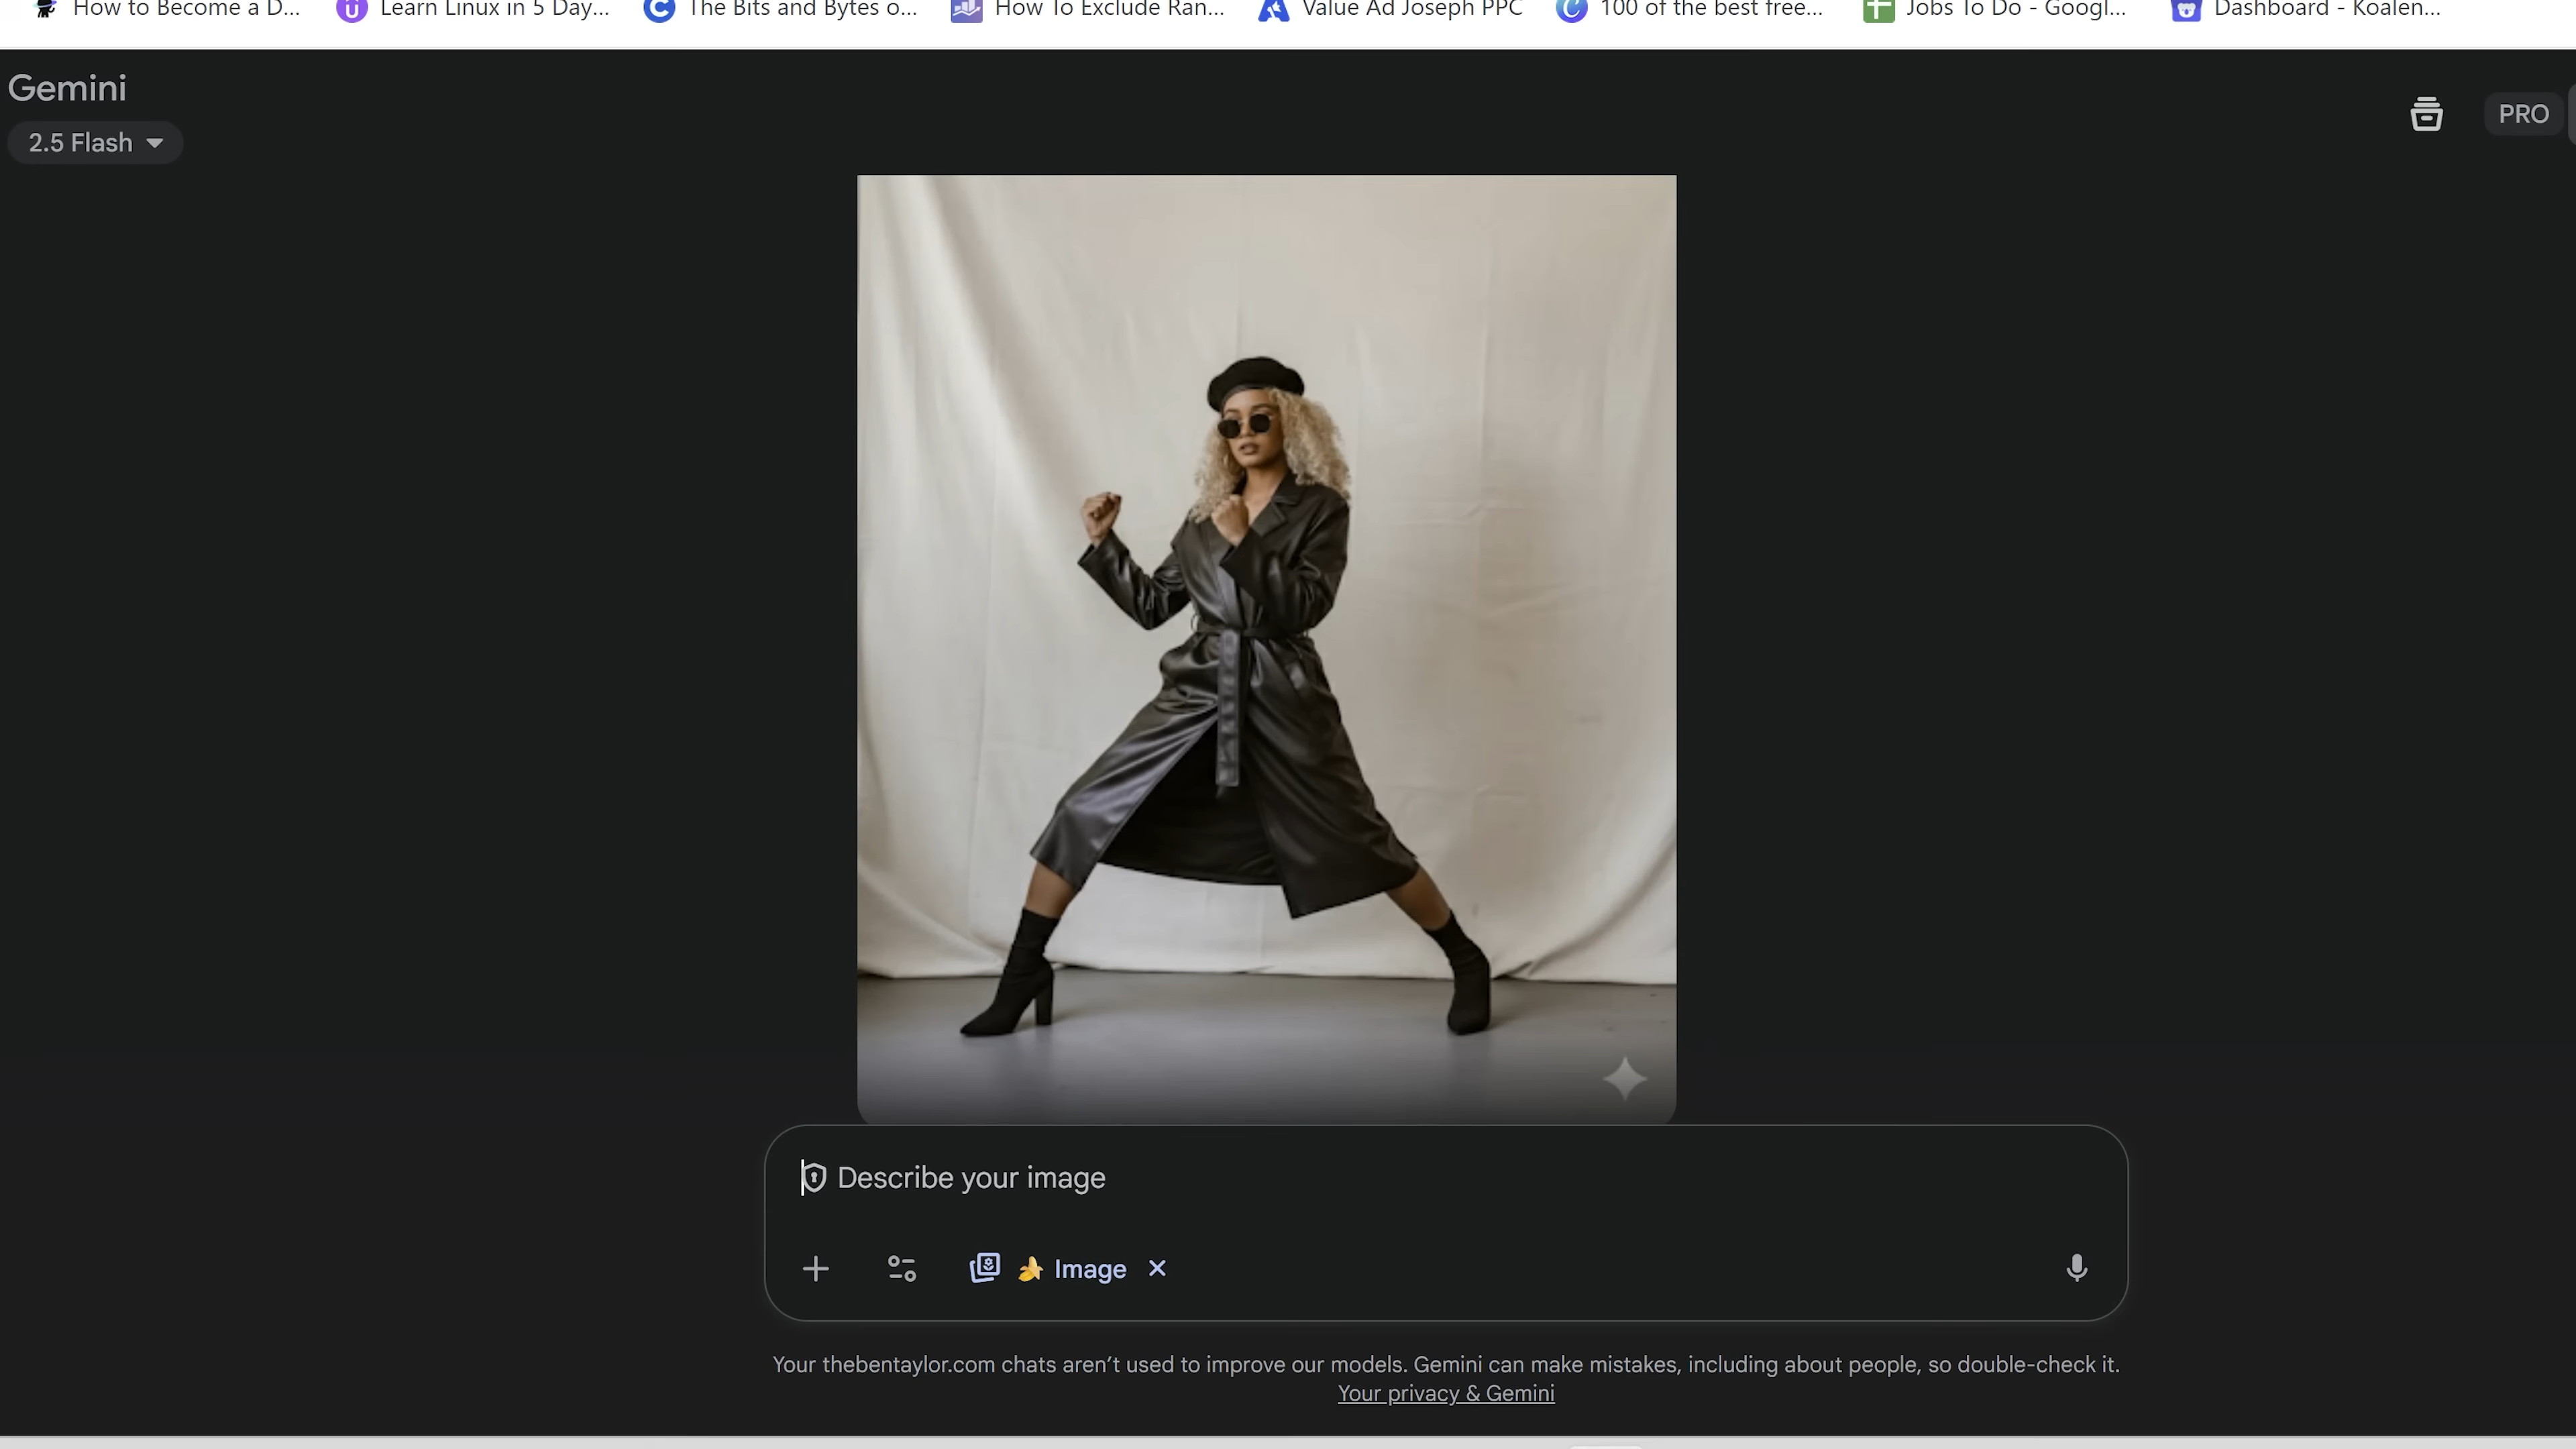 How to Become a D...
Learn Linux in 5 Day...
The Bits and Bytes o...
How To Exclude Ran...
Value Ad Joseph PPC
100 of the best free...
Jobs To Do - Googl...
Dashboard - Koalen...
Gemini
2.5 Flash
PRO
Describe your image
Image
Your thebentaylor.com chats aren't used to improve our models. Gemini can make mistakes, including about people, so double-check it.
Your privacy & Gemini